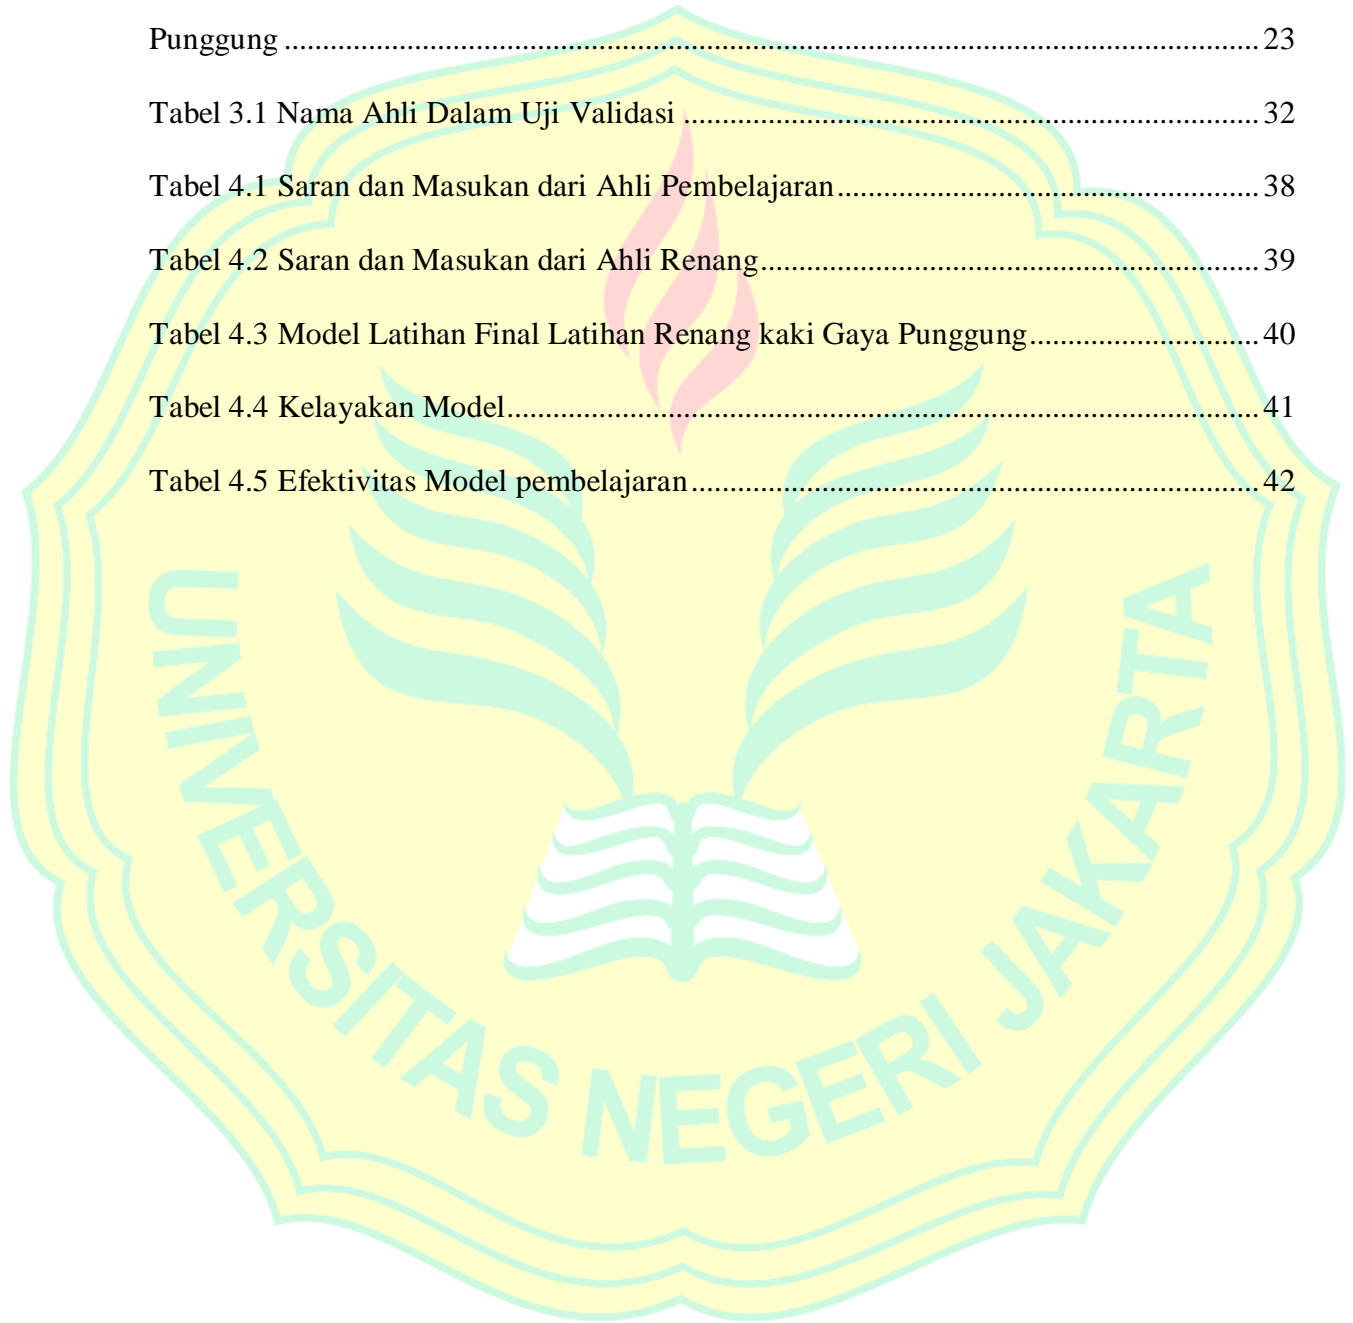 Punggung ........................................................................................................................... 23
Tabel 3.1 Nama Ahli Dalam Uji Validasi ......................................................................... 32
Tabel 4.1 Saran dan Masukan dari Ahli Pembelajaran ..................................................... 38
Tabel 4.2 Saran dan Masukan dari Ahli Renang ............................................................... 39
Tabel 4.3 Model Latihan Final Latihan Renang kaki Gaya Punggung ............................. 40
Tabel 4.4 Kelayakan Model ............................................................................................... 41
Tabel 4.5 Efektivitas Model pembelajaran ........................................................................ 42
UNIVERSITAS NEGERI JAKARTA